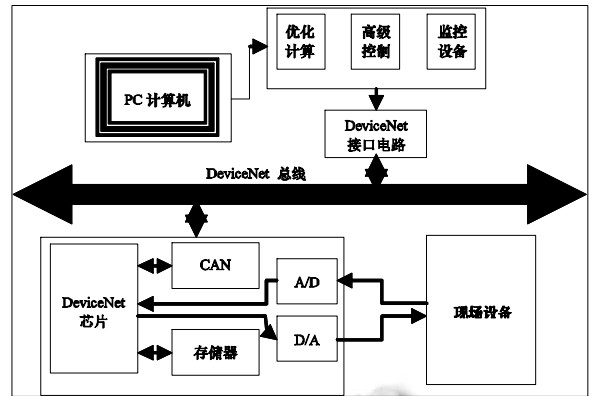 优化
计算
高级
控制
监控
设备
PC 计算机
DeviceNet
接口电路
DeviceNet 总线
CAN
A/D
DeviceNet
芯片
现场设备
D/A
存储器